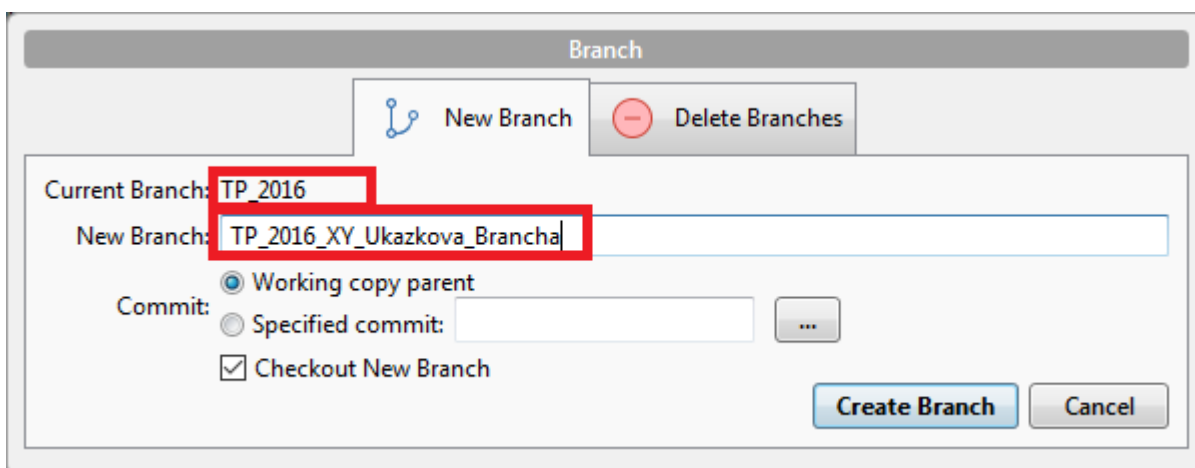 Branch
New Branch
Delete Branches
Current Branch: TP_2016
New Branch: TP_2016_XY_Ukazkova_Brancha
Working copy parent
Commit:
Specified commit: ...
Checkout New Branch
Create Branch Cancel